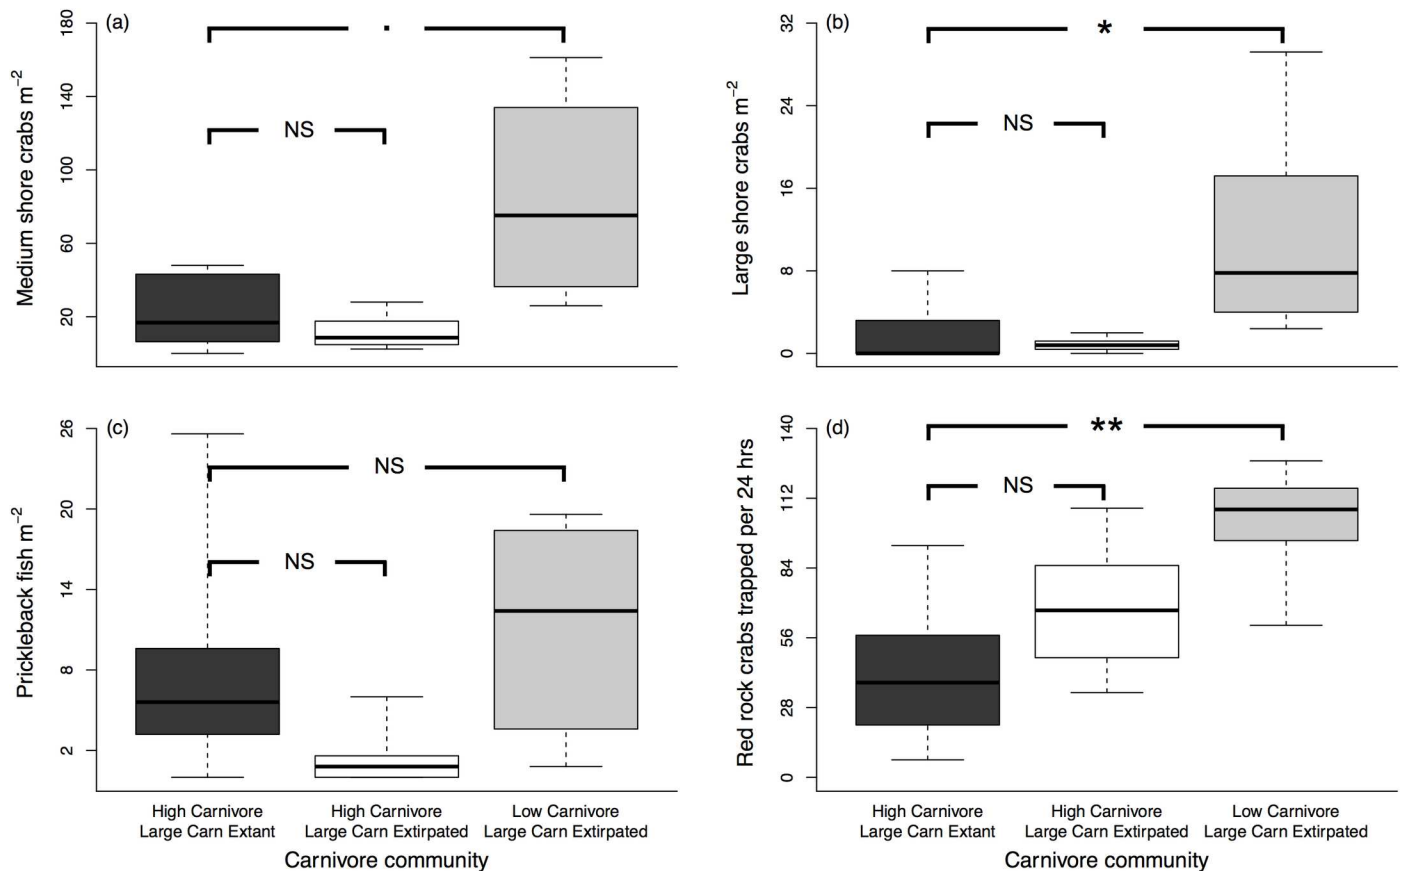 (a)
Medium shore crabs m⁻²
180
140
100
60
20
.
NS
(b)
Large shore crabs m⁻²
32
24
16
8
0
*
NS
(c)
Prickleback fish m⁻²
26
20
14
8
2
NS
NS
High Carnivore
Large Carn Extant
High Carnivore
Large Carn Extirpated
Low Carnivore
Large Carn Extirpated
Carnivore community
(d)
Red rock crabs trapped per 24 hrs
140
112
84
56
28
0
**
NS
High Carnivore
Large Carn Extant
High Carnivore
Large Carn Extirpated
Low Carnivore
Large Carn Extirpated
Carnivore community